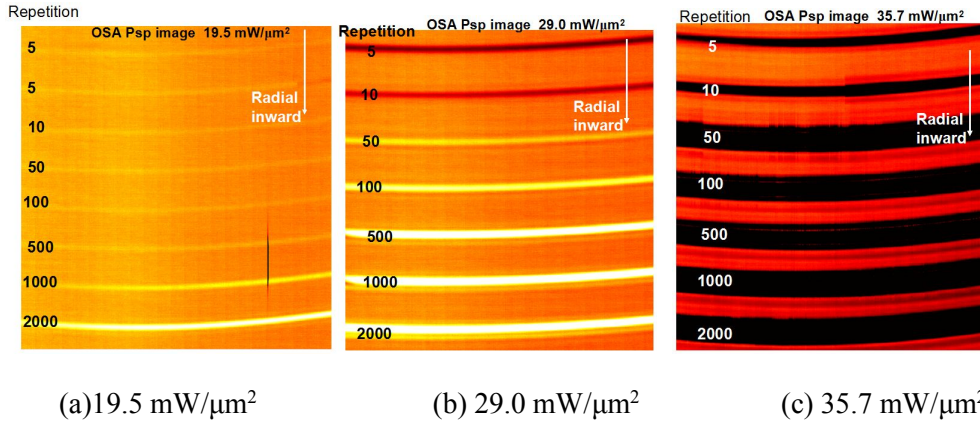 Repetition
OSA Psp image 19.5 mW/μm²
5
5
Radial
inward
10
50
100
500
1000
2000
Repetition
OSA Psp image 29.0 mW/μm²
5
10
Radial
inward
50
100
500
1000
2000
Repetition
OSA Psp image 35.7 mW/μm²
5
10
Radial
inward
50
100
500
1000
2000
(a)19.5 mW/μm²
(b) 29.0 mW/μm²
(c) 35.7 mW/μm²